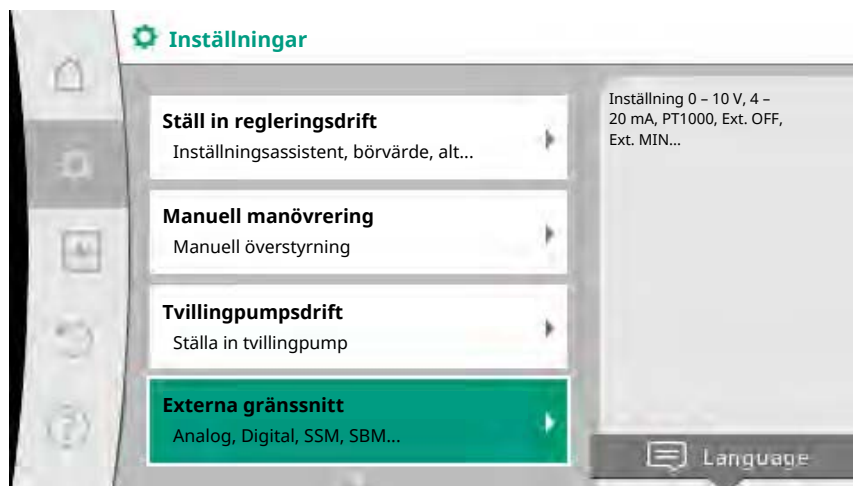 Inställningar
Ställ in regleringsdrift
Inställningsassistent, börvärde, alt...
Manuell manövrering
Manuell överstyrning
Tvillingpumpsdrift
Ställa in tvillingpump
Externa gränssnitt
Analog, Digital, SSM, SBM...
Inställning 0 – 10 V, 4 –
20 mA, PT1000, Ext. OFF,
Ext. MIN...
Language